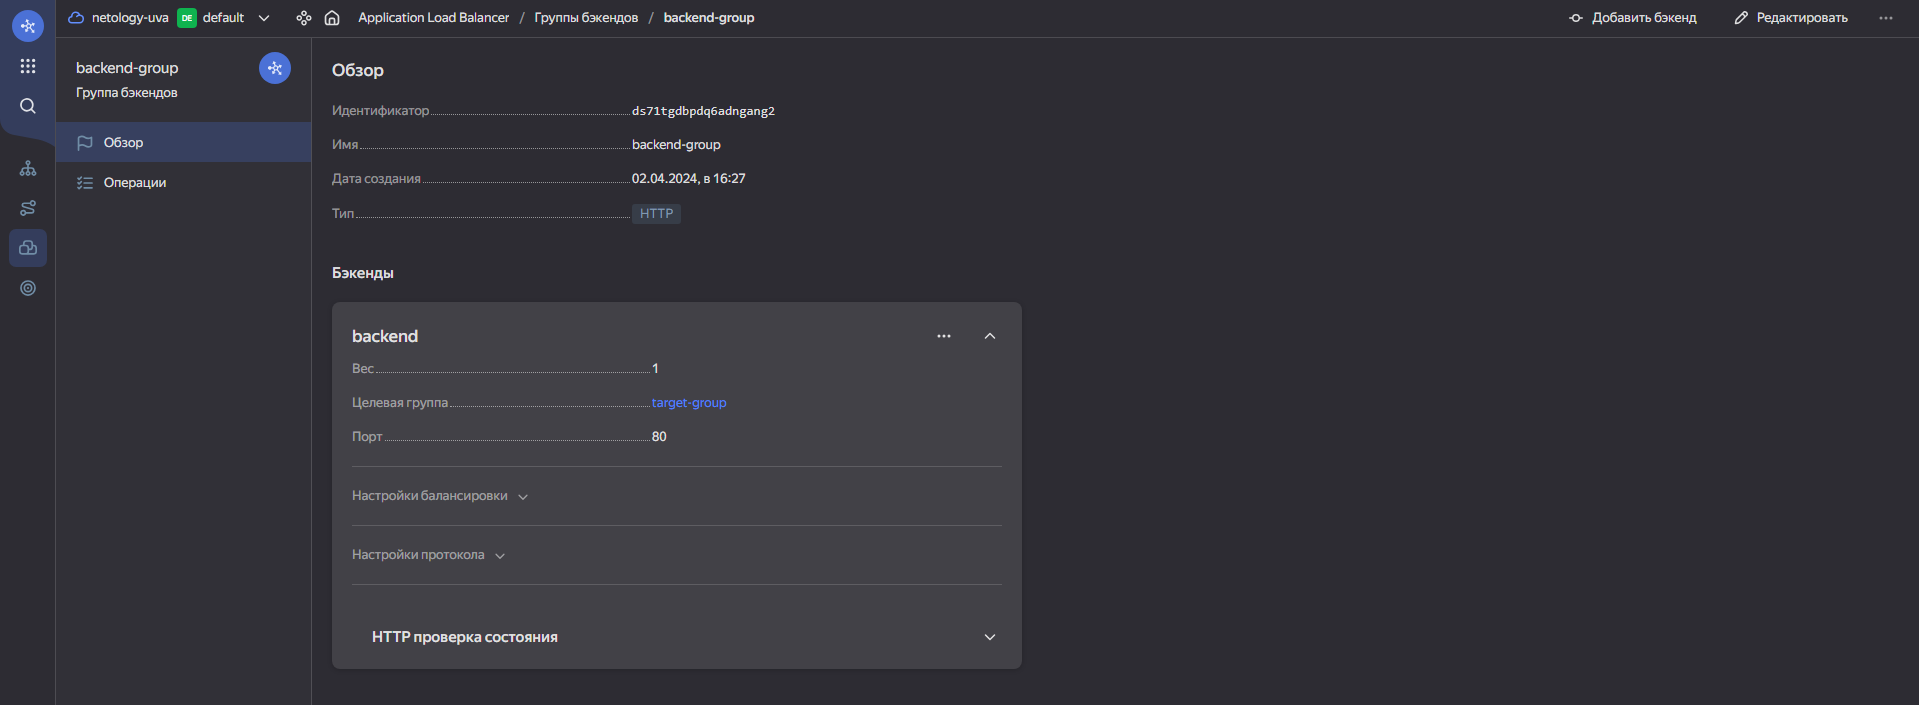 netology-uva DE default Application Load Balancer / Группы бэкендов / backend-group Добавить бэкенд Редактировать
backend-group
Группа бэкендов
Обзор
Операции
Обзор
Идентификатор ds71tgdbpdq6adngang2
Имя backend-group
Дата создания 02.04.2024, в 16:27
Тип HTTP
Бэкенды
backend
Вес 1
Целевая группа target-group
Порт 80
Настройки балансировки
Настройки протокола
HTTP проверка состояния